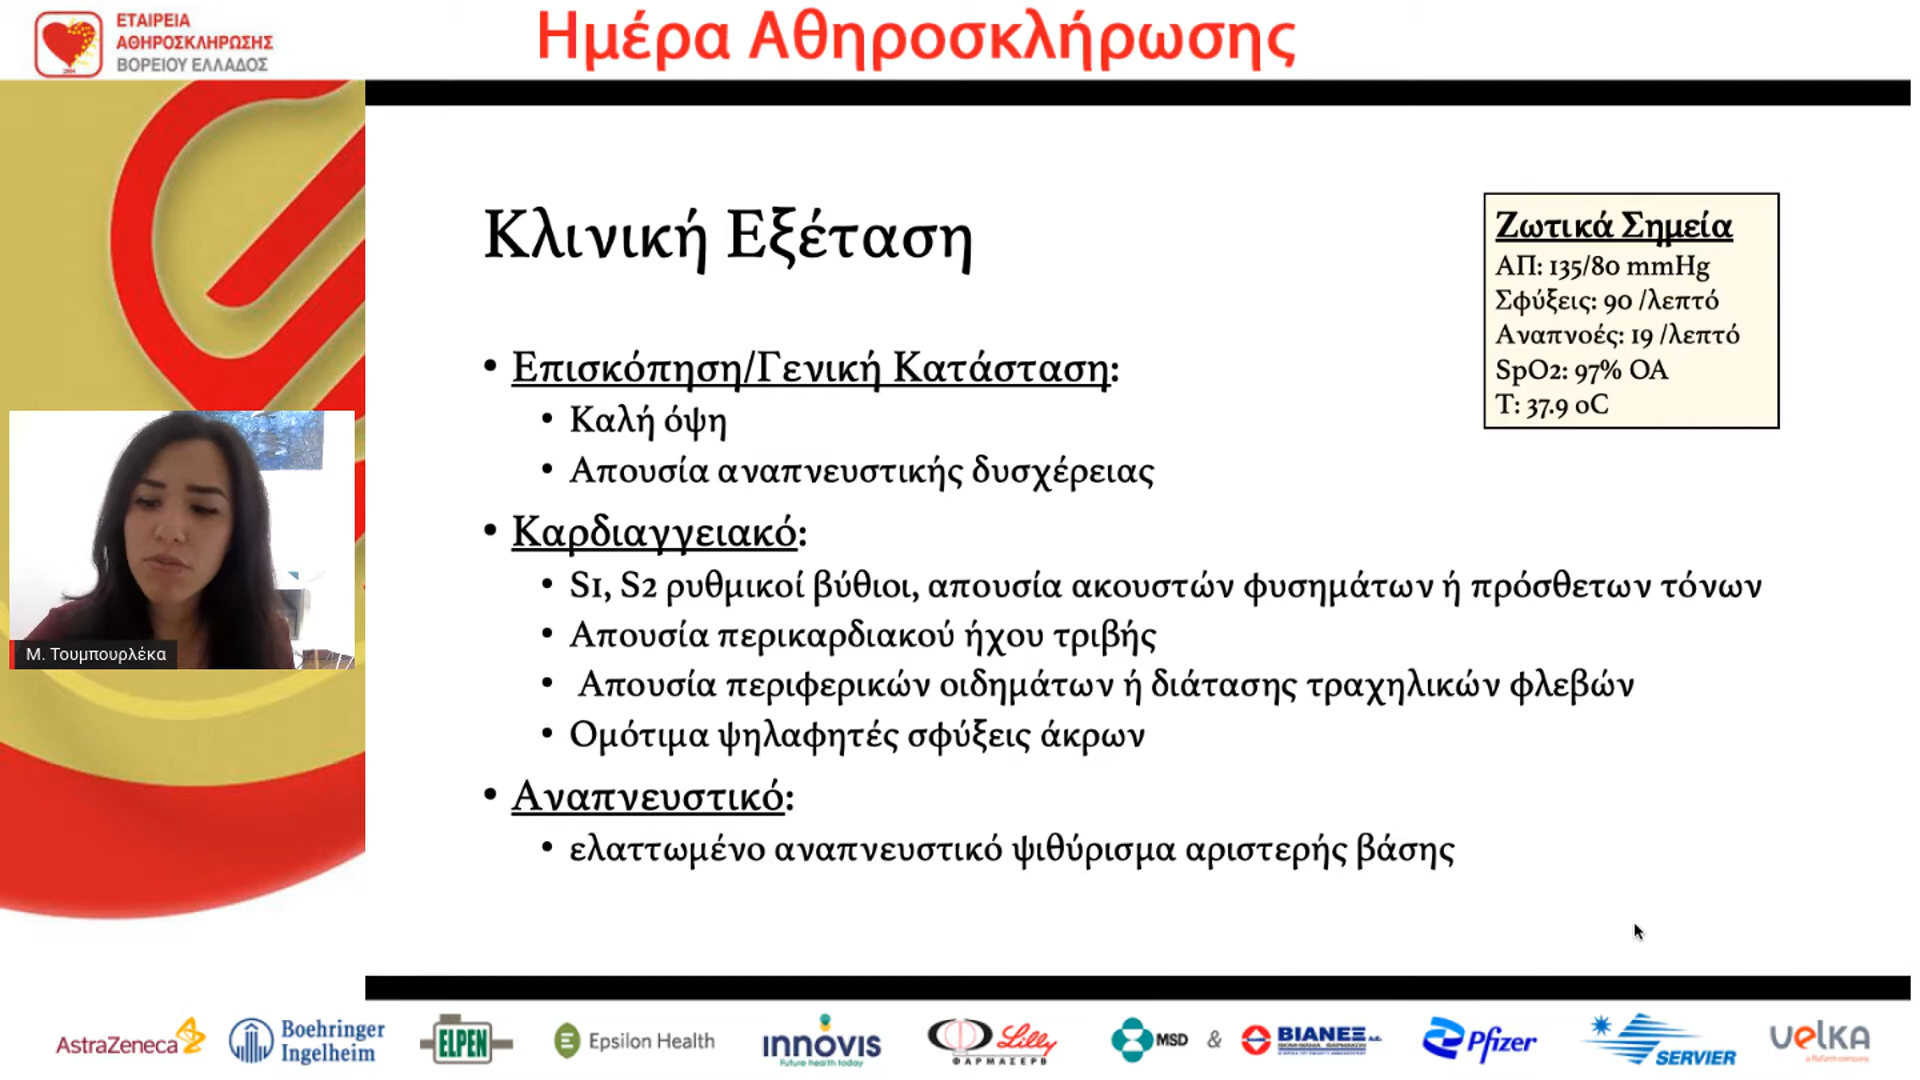 ΕΤΑΙΡΕΙΑ
ΑΘΗΡΟΣΚΛΗΡΩΣΗΣ
ΒΟΡΕΙΟΥ ΕΛΛΑΔΟΣ
Ημέρα Αθηροσκλήρωσης
Κλινική Εξέταση
Ζωτικά Σημεία
ΑΠ: 135/80 mmHg
Σφύξεις: 90 /λεπτό
Αναπνοές: 19 /λεπτό
SpO2: 97% ΟΑ
Τ: 37.9 oC
• Επισκόπηση/Γενική Κατάσταση:
• Καλή όψη
• Απουσία αναπνευστικής δυσχέρειας
• Καρδιαγγειακό:
• S1, S2 ρυθμικοί βύθιοι, απουσία ακουστών φυσημάτων ή πρόσθετων τόνων
• Απουσία περικαρδιακού ήχου τριβής
• Απουσία περιφερικών οιδημάτων ή διάτασης τραχηλικών φλεβών
• Ομότιμα ψηλαφητές σφύξεις άκρων
• Αναπνευστικό:
• ελαττωμένο αναπνευστικό ψιθύρισμα αριστερής βάσης
Μ. Τουμπουρλέκα
AstraZeneca
Boehringer
Ingelheim
ELPEN
Epsilon Health
innovis
Future health today
ΦΑΡΜΑΣΕΡΒ
Lilly
MSD
&
ΒΙΑΝΕΞ
Pfizer
SERVIER
velka